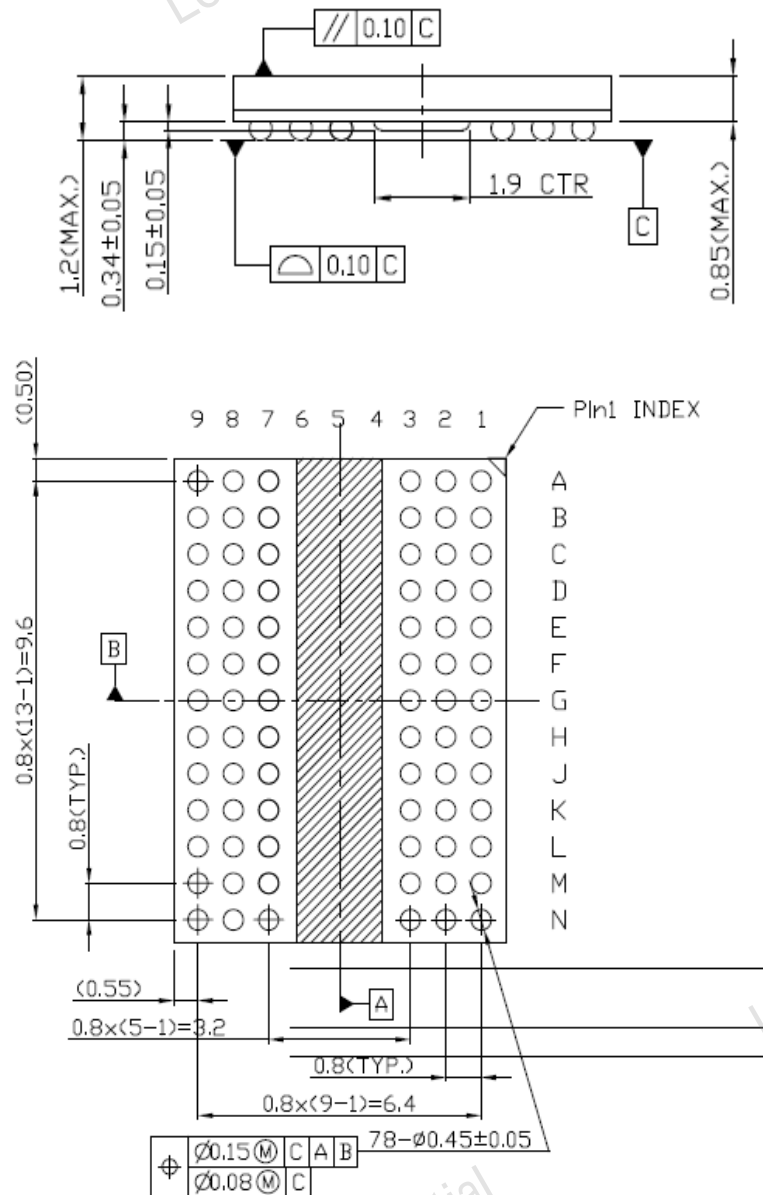 // 0.10 C
1.2(MAX.)
0.34±0.05
0.15±0.05
1.9 CTR
C
0.85(MAX.)
⌓ 0.10 C
(0.50)
9 8 7 6 5 4 3 2 1
PIn1 INDEX
A
B
C
D
E
F
G
H
J
K
L
M
N
B
0.8x(13-1)=9.6
0.8(TYP.)
(0.55)
A
0.8x(5-1)=3.2
0.8(TYP.)
0.8x(9-1)=6.4
78-Ø0.45±0.05
⌖ Ø0.15Ⓜ C A B
Ø0.08Ⓜ C